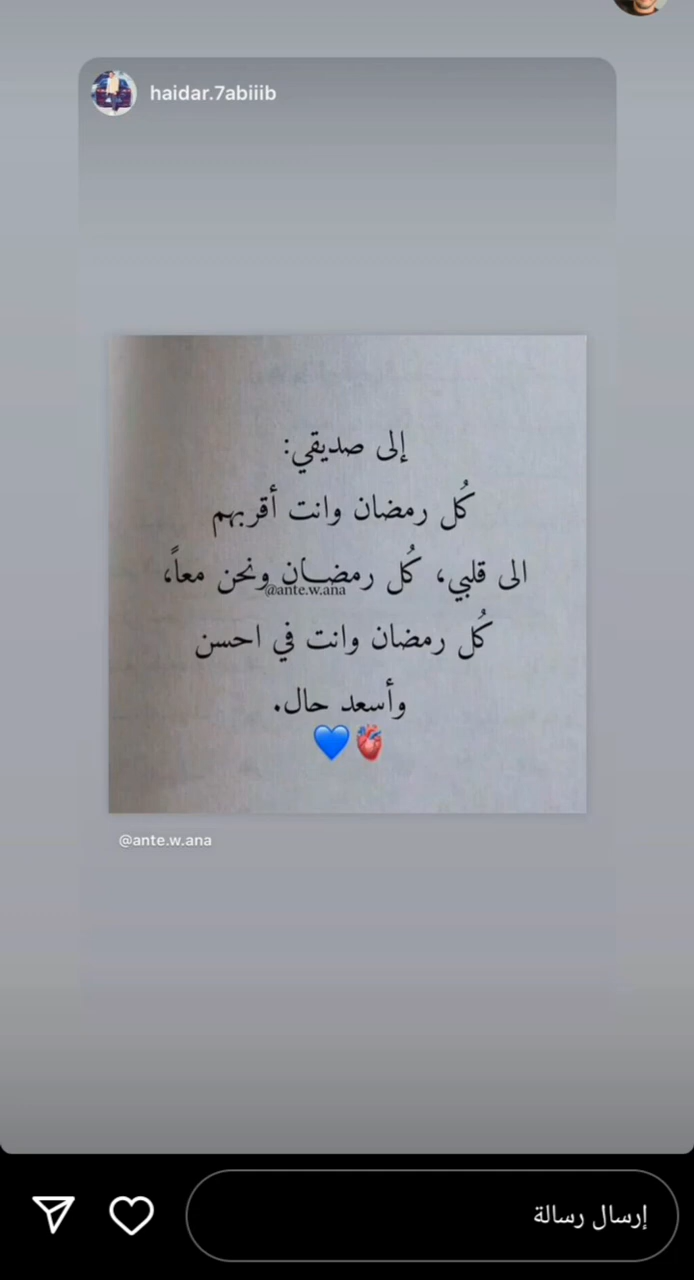 haidar.7abiiib
إلى صديقي:
كُل رمضان وانت أقربهم
الى قلبي، كُل رمضـان ونحن معاً،
@ante.w.ana
كُل رمضان وانت في احسن
وأسعد حال.
💙🫀
@ante.w.ana
إرسال رسالة